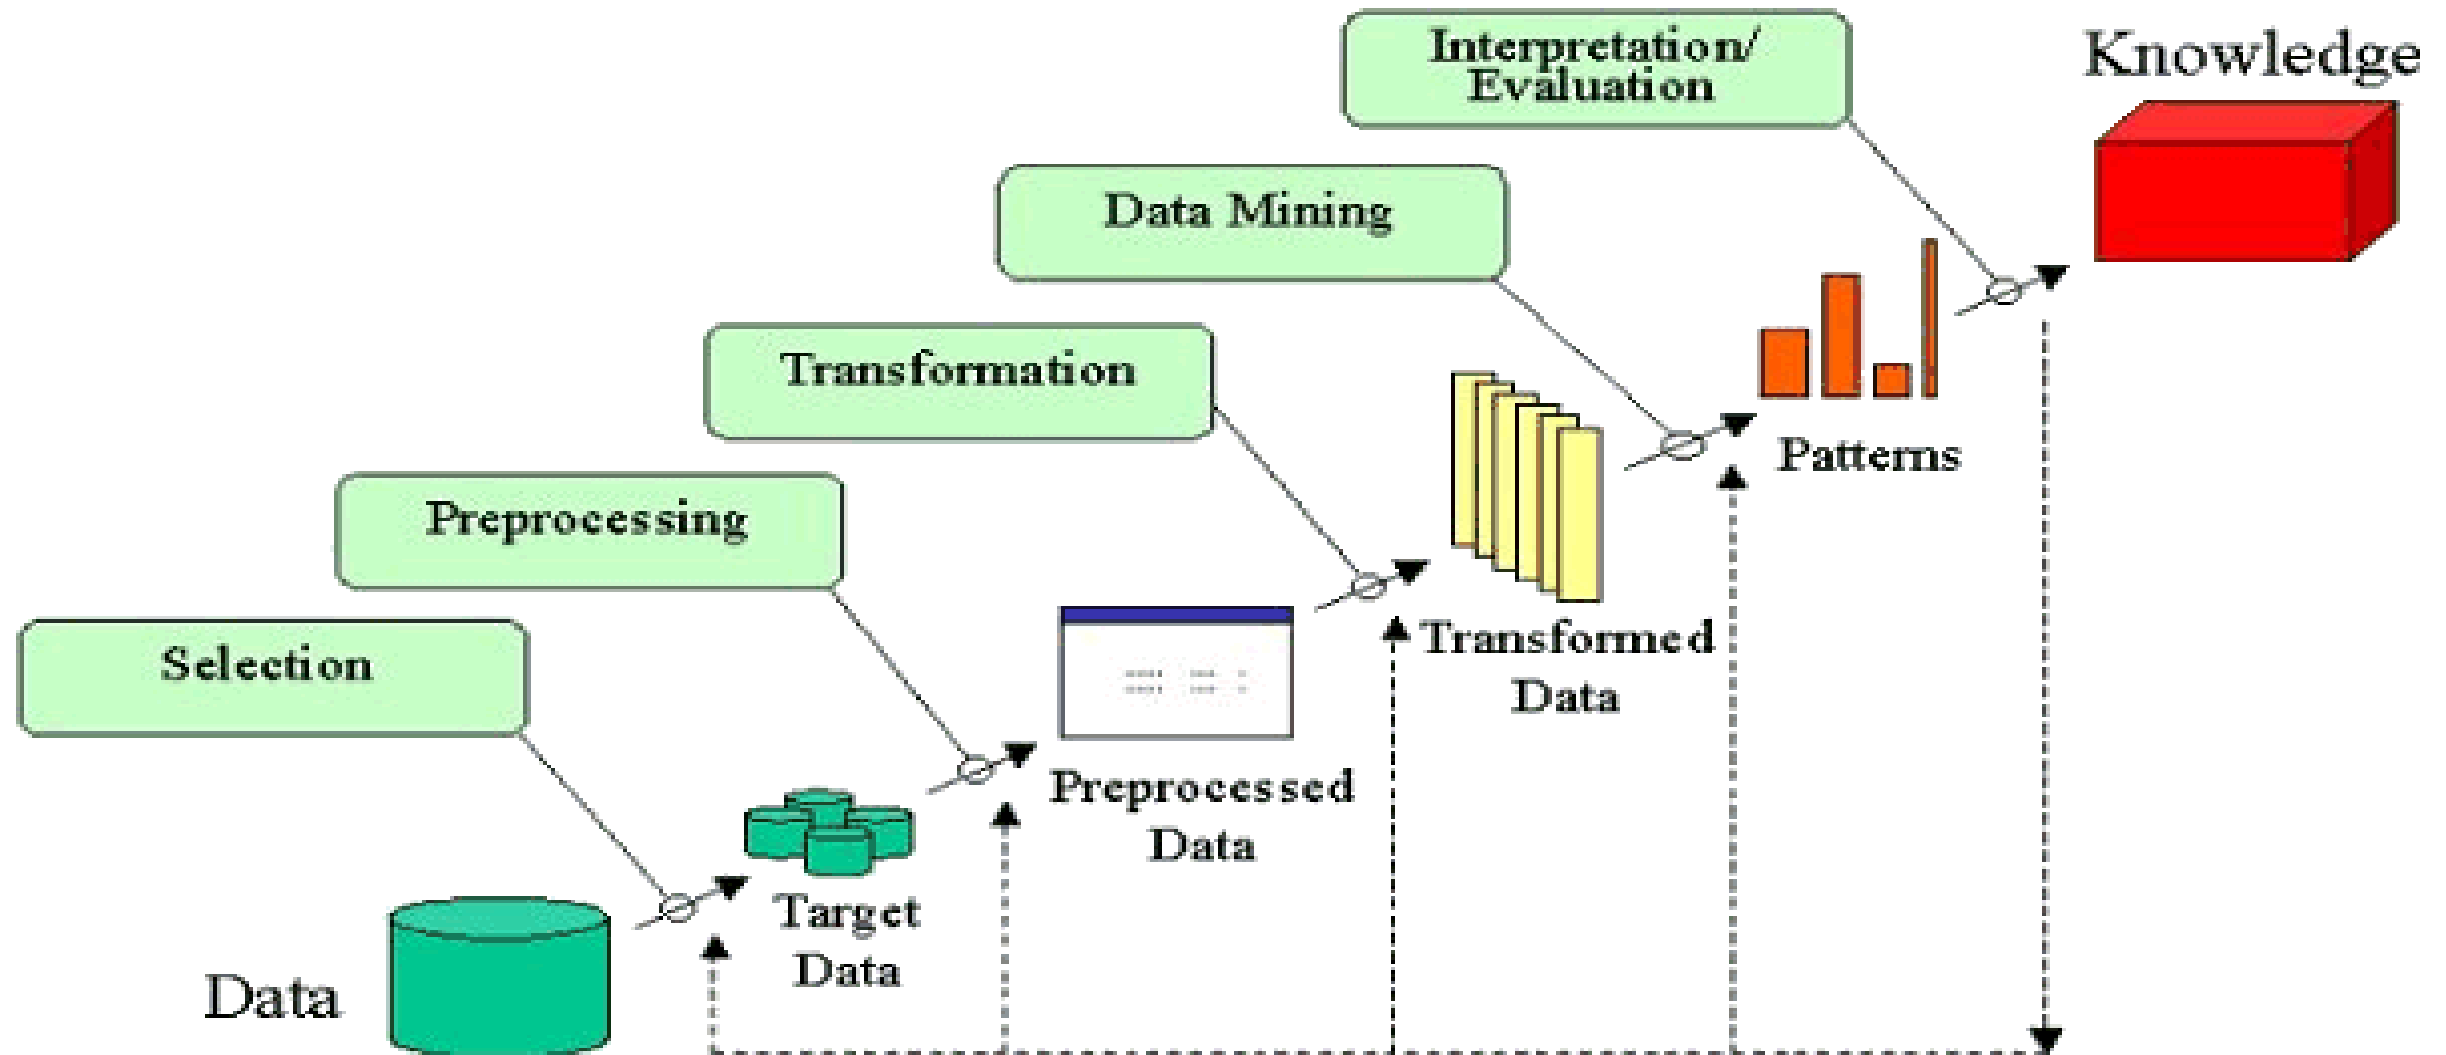 Interpretation/
Evaluation
Knowledge
Data Mining
Transformation
Patterns
Preprocessing
Transformed
Data
Selection
Preprocessed
Data
Target
Data
Data